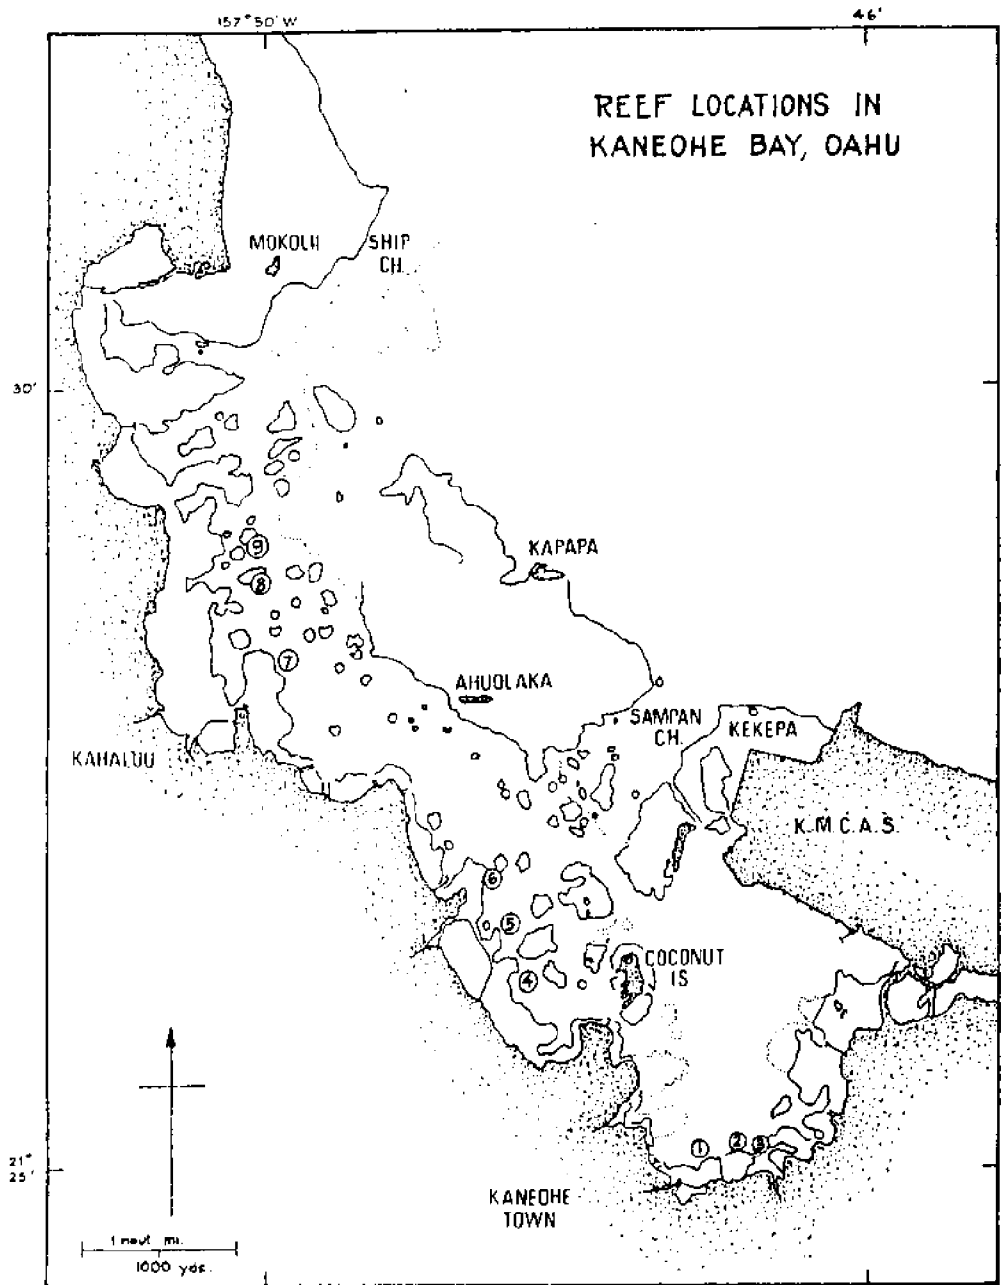 157° 50' W
46'
REEF LOCATIONS IN
KANEOHE BAY, OAHU
MOKOLII
SHIP
CH.
30'
KAPAPA
9
8
7
AHUOLAKA
SAMPAN
CH.
KEKEPA
KAHALUU
K.M.C.A.S.
6
5
4
COCONUT
IS
1
2
3
21°
25'
KANEOHE
TOWN
1 naut. mi.
1000 yds.